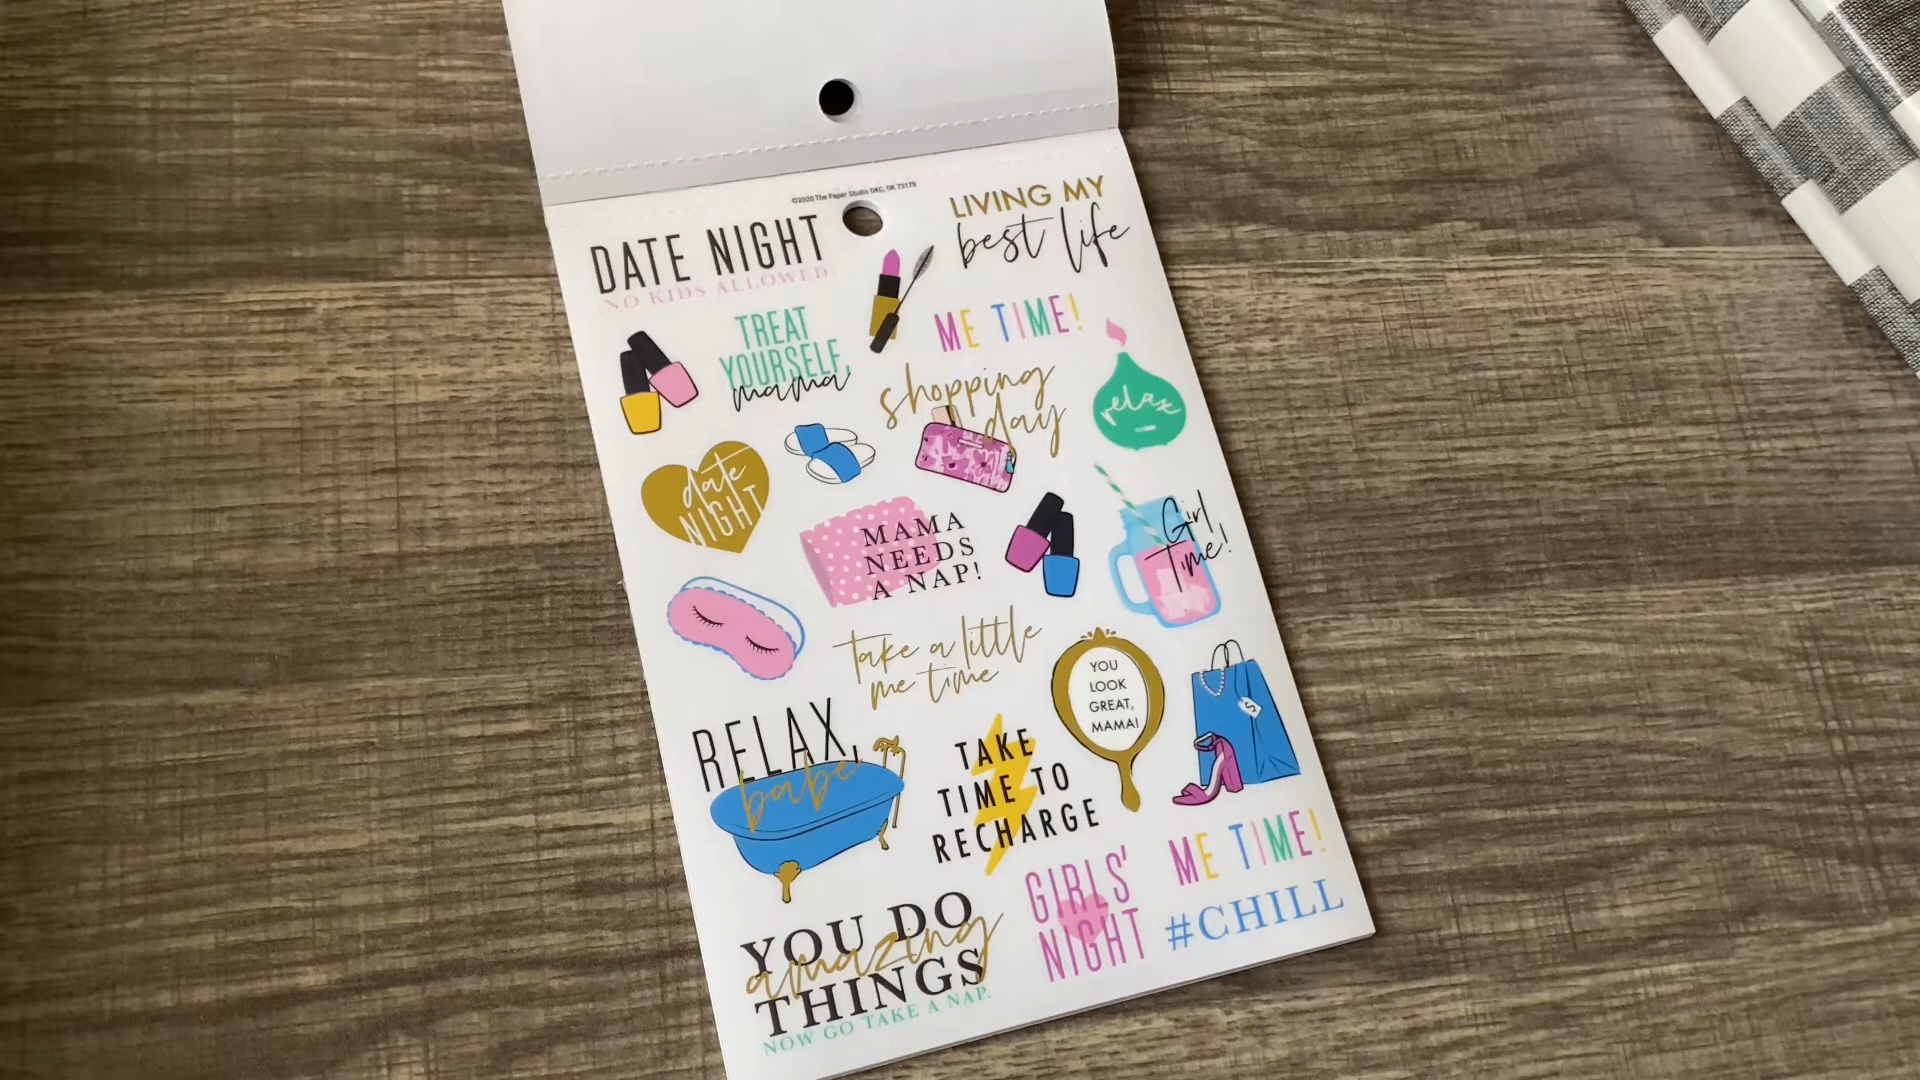 ©2020 The Paper Studio OKC, OK 73179
DATE NIGHT
NO KIDS ALLOWED
LIVING MY
best life
TREAT
YOURSELF,
mama
ME TIME!
shopping
day
relax
date
NIGHT
MAMA
NEEDS
A NAP!
Girl
Time!
take a little
me time
YOU
LOOK
GREAT,
MAMA!
$
RELAX,
babe
TAKE
TIME TO
RECHARGE
ME TIME!
GIRLS'
NIGHT
#CHILL
YOU DO
amazing
THINGS
NOW GO TAKE A NAP.